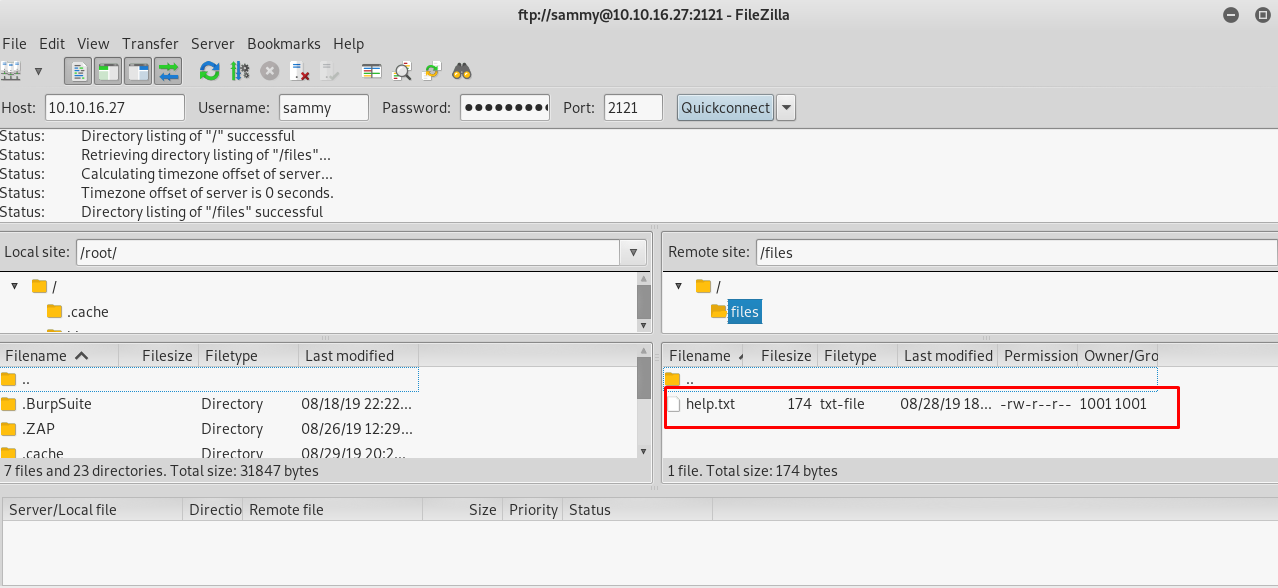 ftp://sammy@10.10.16.27:2121 - FileZilla
File Edit View Transfer Server Bookmarks Help
Host: 10.10.16.27 Username: sammy Password: ●●●●●●●●● Port: 2121 Quickconnect
Status: Directory listing of "/" successful
Status: Retrieving directory listing of "/files"...
Status: Calculating timezone offset of server...
Status: Timezone offset of server is 0 seconds.
Status: Directory listing of "/files" successful
Local site: /root/
/
.cache
Filename Filesize Filetype Last modified
..
.BurpSuite Directory 08/18/19 22:22...
.ZAP Directory 08/26/19 12:29...
.cache Directory 08/29/19 20:2...
7 files and 23 directories. Total size: 31847 bytes
Remote site: /files
/
files
Filename Filesize Filetype Last modified Permission Owner/Gro
..
help.txt 174 txt-file 08/28/19 18... -rw-r--r-- 1001 1001
1 file. Total size: 174 bytes
Server/Local file Directio Remote file Size Priority Status